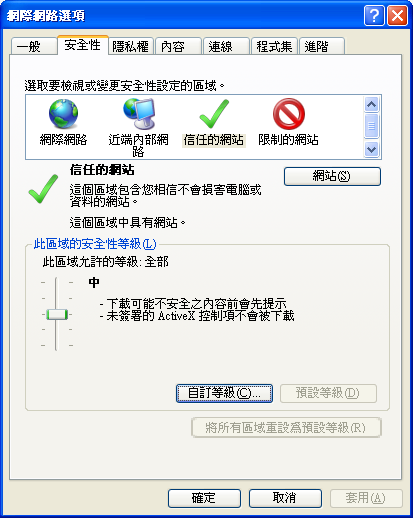 網際網路選項
一般 安全性 隱私權 內容 連線 程式集 進階
選取要檢視或變更安全性設定的區域。
網際網路 近端內部網路 信任的網站 限制的網站
信任的網站
網站(S)
這個區域包含您相信不會損害電腦或
資料的網站。
這個區域中具有網站。
此區域的安全性等級(L)
此區域允許的等級: 全部
中
- 下載可能不安全之內容前會先提示
- 未簽署的 ActiveX 控制項不會被下載
自訂等級(C)... 預設等級(D)
將所有區域重設為預設等級(R)
確定 取消 套用(A)